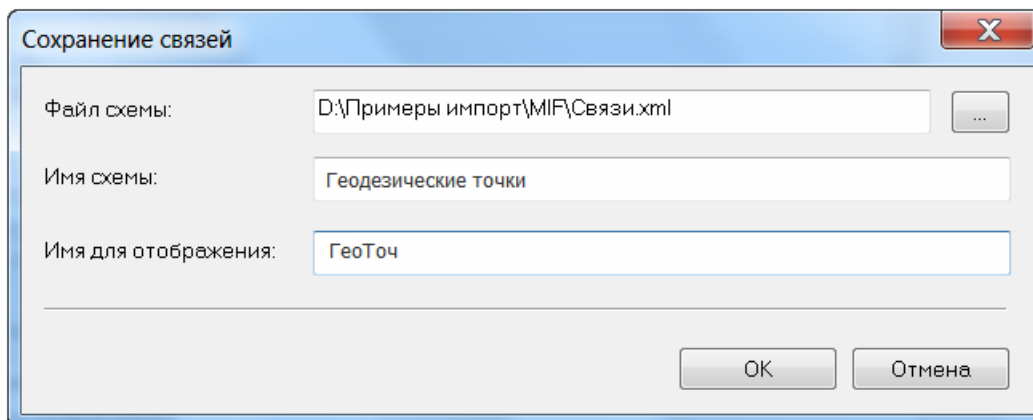 Сохранение связей
Файл схемы: D:\Примеры импорт\MIF\Связи.xml ...
Имя схемы: Геодезические точки
Имя для отображения: ГеоТоч
OK Отмена